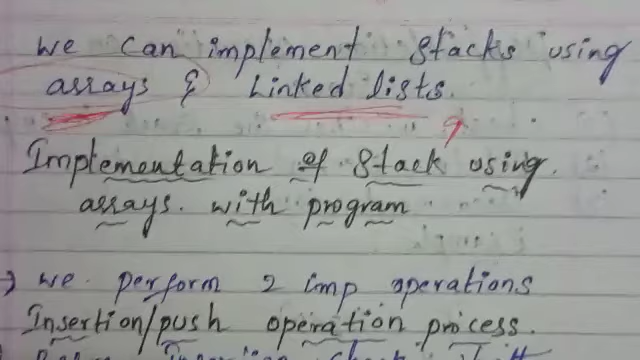 we can implement stacks using
arrays & Linked lists.
Implementation of stack using.
arrays. with program
→ we perform 2 imp operations
Insertion/push operation process.